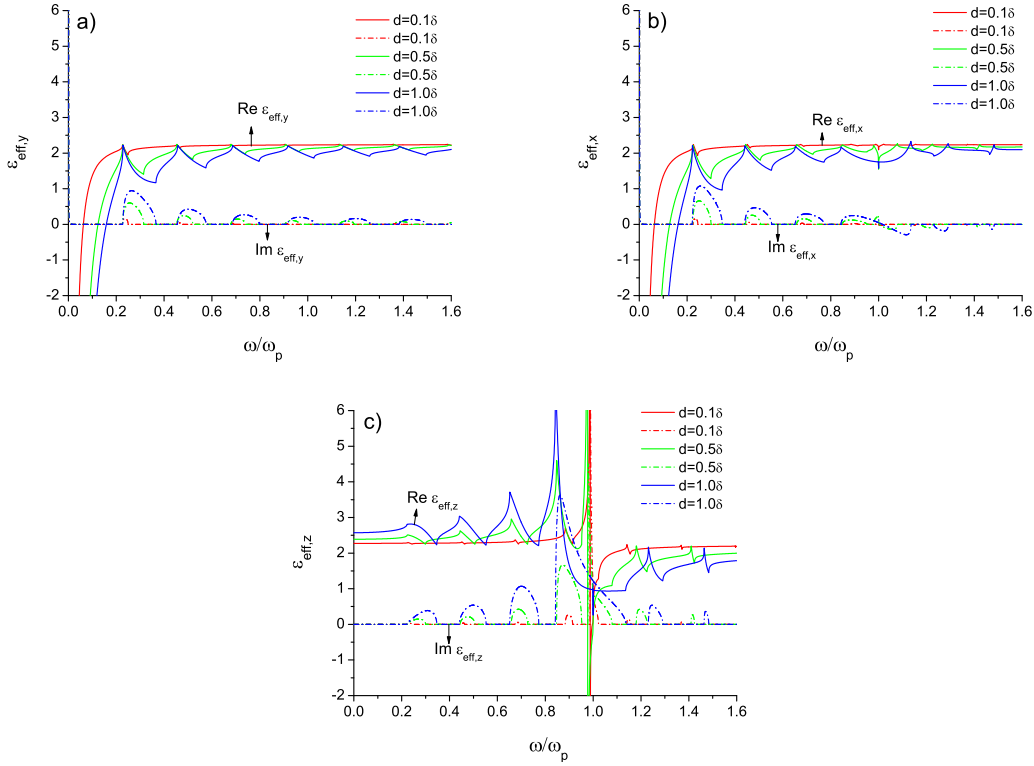 a)
6
5
4
3
2
1
0
-1
-2
ε_eff,y
d=0.1δ
d=0.1δ
d=0.5δ
d=0.5δ
d=1.0δ
d=1.0δ
Re ε_eff,y
Im ε_eff,y
0.0 0.2 0.4 0.6 0.8 1.0 1.2 1.4 1.6
ω/ω_p
b)
6
5
4
3
2
1
0
-1
-2
ε_eff,x
d=0.1δ
d=0.1δ
d=0.5δ
d=0.5δ
d=1.0δ
d=1.0δ
Re ε_eff,x
Im ε_eff,x
0.0 0.2 0.4 0.6 0.8 1.0 1.2 1.4 1.6
ω/ω_p
c)
6
5
4
3
2
1
0
-1
-2
ε_eff,z
d=0.1δ
d=0.1δ
d=0.5δ
d=0.5δ
d=1.0δ
d=1.0δ
Re ε_eff,z
Im ε_eff,z
0.0 0.2 0.4 0.6 0.8 1.0 1.2 1.4 1.6
ω/ω_p